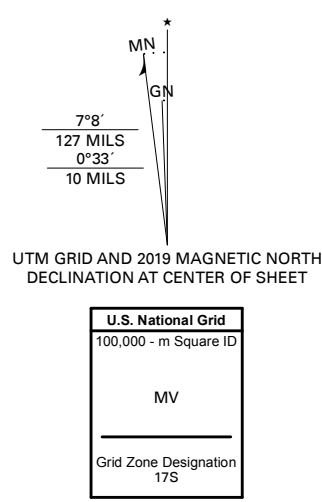 MN
GN
7°8´
127 MILS
0°33´
10 MILS
UTM GRID AND 2019 MAGNETIC NORTH
DECLINATION AT CENTER OF SHEET
U.S. National Grid
100,000 - m Square ID
MV
Grid Zone Designation
17S